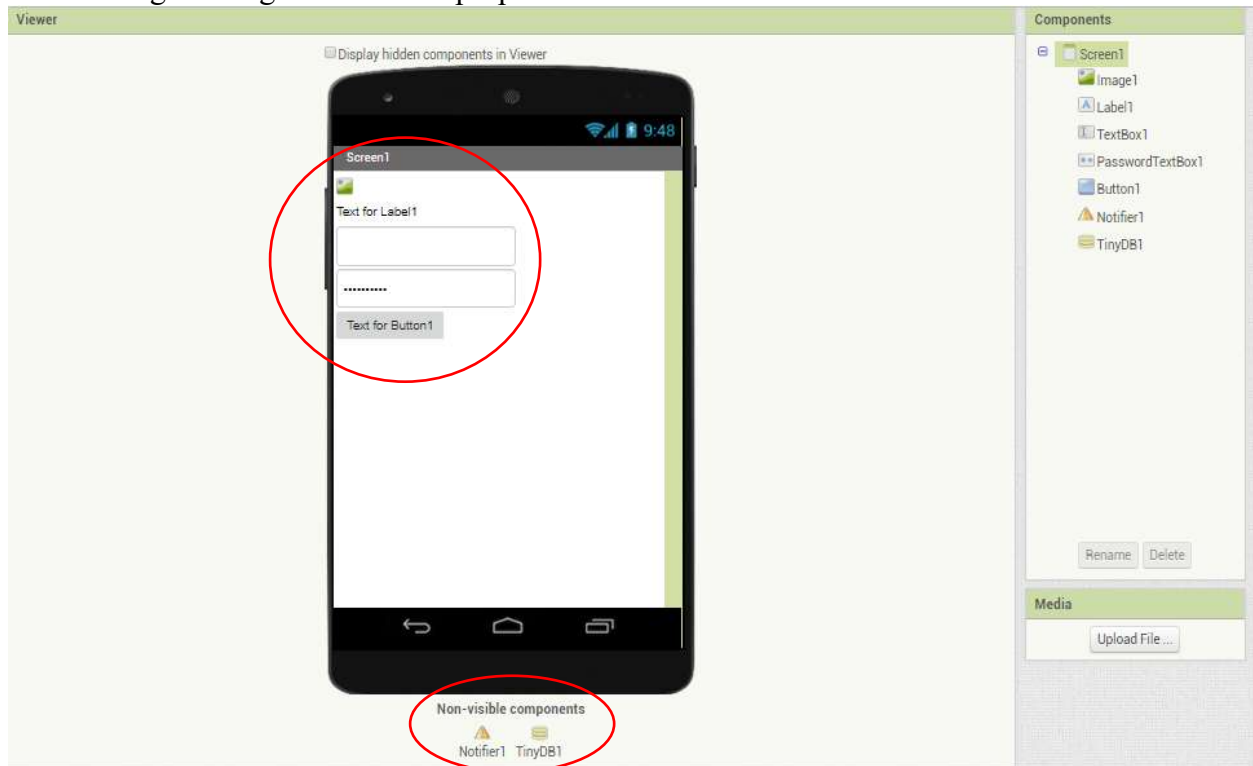 Viewer
Display hidden components in Viewer
9:48
Screen1
Text for Label1
Text for Button1
Non-visible components
Notifier1 TinyDB1
Components
Screen1
Image1
Label1
TextBox1
PasswordTextBox1
Button1
Notifier1
TinyDB1
Rename Delete
Media
Upload File ...